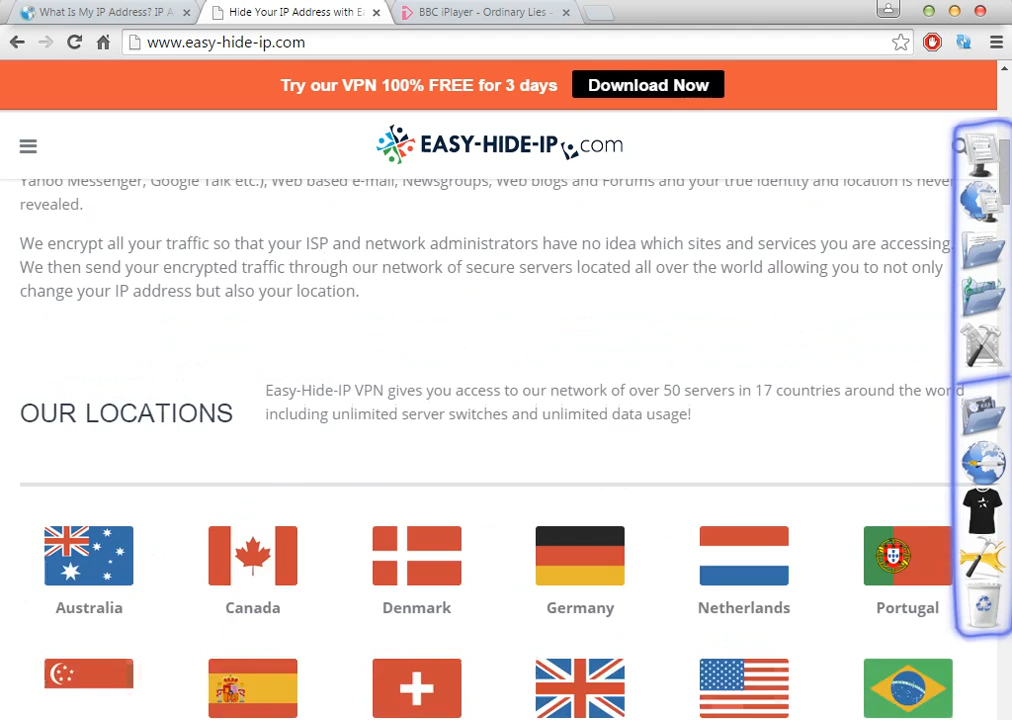 What Is My IP Address? IP A
Hide Your IP Address with E
BBC iPlayer - Ordinary Lies -
www.easy-hide-ip.com
Try our VPN 100% FREE for 3 days
Download Now
EASY-HIDE-IP.com
Yahoo Messenger, Google Talk etc.), Web based e-mail, Newsgroups, Web blogs and Forums and your true identity and location is never
revealed.
We encrypt all your traffic so that your ISP and network administrators have no idea which sites and services you are accessing.
We then send your encrypted traffic through our network of secure servers located all over the world allowing you to not only
change your IP address but also your location.
OUR LOCATIONS
Easy-Hide-IP VPN gives you access to our network of over 50 servers in 17 countries around the world
including unlimited server switches and unlimited data usage!
Australia
Canada
Denmark
Germany
Netherlands
Portugal